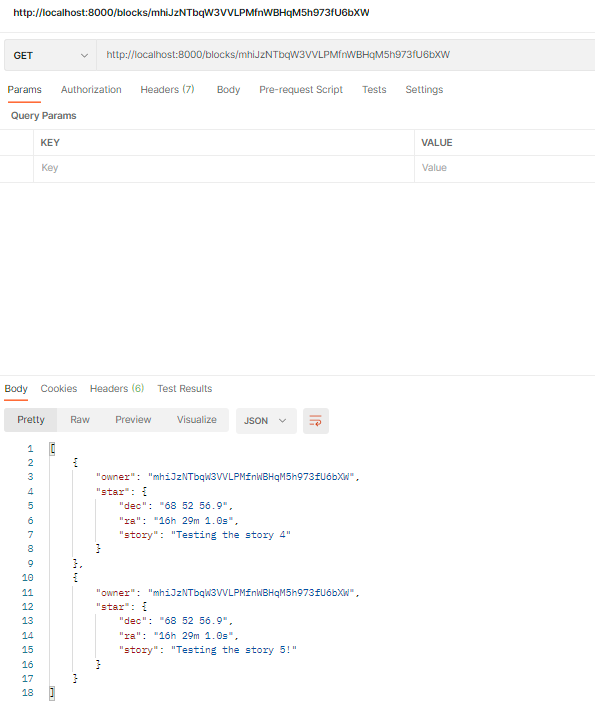 http://localhost:8000/blocks/mhiJzNTbqW3VVLPMfnWBHqM5h973fU6bXW
GET http://localhost:8000/blocks/mhiJzNTbqW3VVLPMfnWBHqM5h973fU6bXW
Params Authorization Headers (7) Body Pre-request Script Tests Settings
Query Params
KEY VALUE
Key Value
Body Cookies Headers (6) Test Results
Pretty Raw Preview Visualize JSON
1 [
2 {
3 "owner": "mhiJzNTbqW3VVLPMfnWBHqM5h973fU6bXW",
4 "star": {
5 "dec": "68 52 56.9",
6 "ra": "16h 29m 1.0s",
7 "story": "Testing the story 4"
8 }
9 },
10 {
11 "owner": "mhiJzNTbqW3VVLPMfnWBHqM5h973fU6bXW",
12 "star": {
13 "dec": "68 52 56.9",
14 "ra": "16h 29m 1.0s",
15 "story": "Testing the story 5!"
16 }
17 }
18 ]